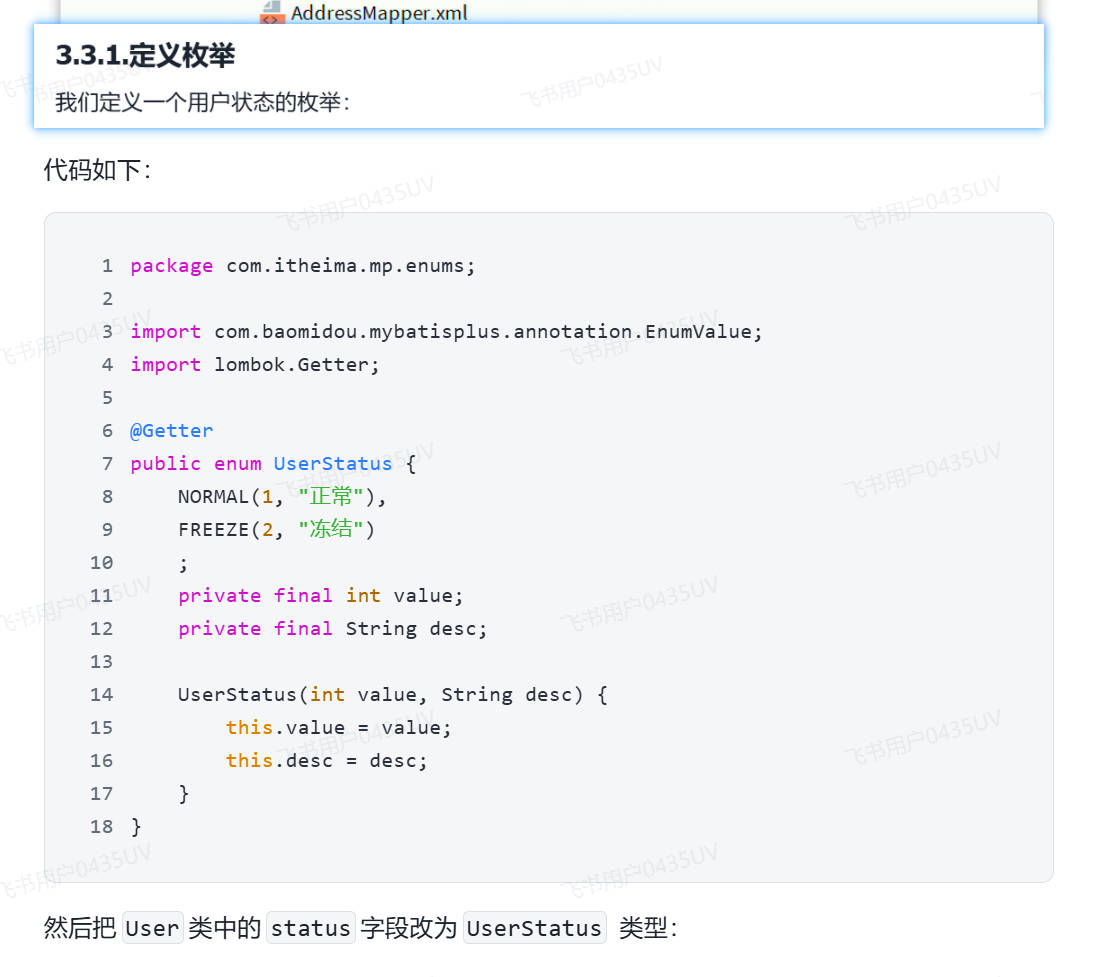 AddressMapper.xml
3.3.1.定义枚举
我们定义一个用户状态的枚举：
代码如下：
1 package com.itheima.mp.enums;
2
3 import com.baomidou.mybatisplus.annotation.EnumValue;
4 import lombok.Getter;
5
6 @Getter
7 public enum UserStatus {
8     NORMAL(1, "正常"),
9     FREEZE(2, "冻结")
10     ;
11     private final int value;
12     private final String desc;
13
14     UserStatus(int value, String desc) {
15         this.value = value;
16         this.desc = desc;
17     }
18 }
然后把 User 类中的 status 字段改为 UserStatus 类型：
飞书用户0435UV